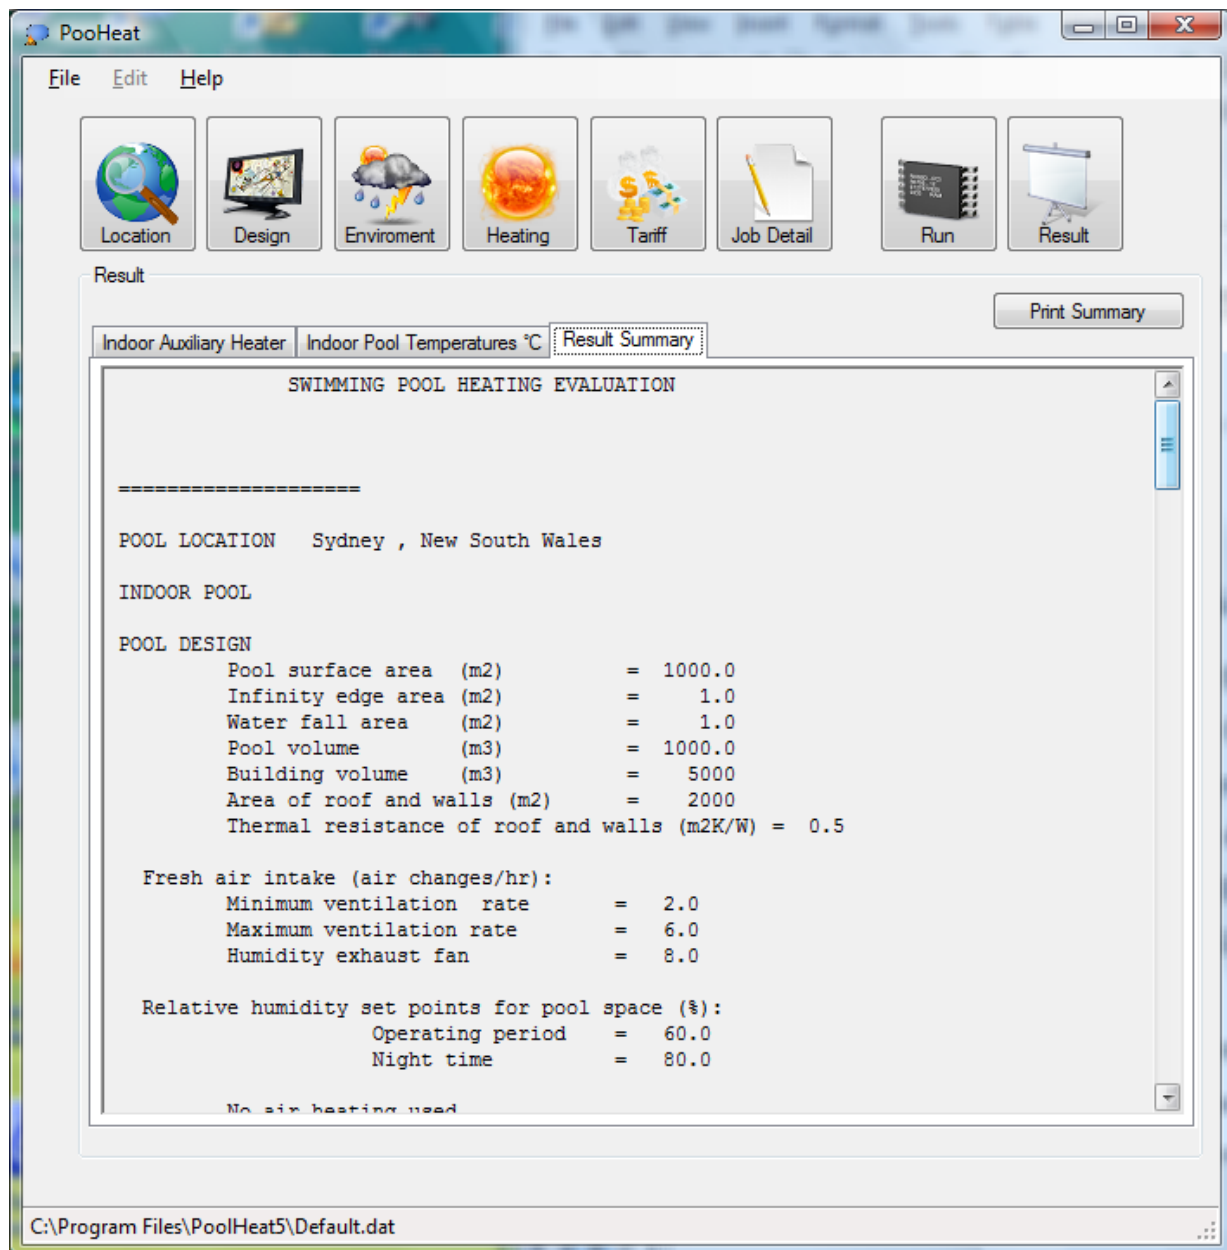 PooHeat
File Edit Help
Location Design Enviroment Heating Tariff Job Detail Run Result
Result
Print Summary
Indoor Auxiliary Heater Indoor Pool Temperatures °C Result Summary
SWIMMING POOL HEATING EVALUATION
====================
POOL LOCATION Sydney , New South Wales
INDOOR POOL
POOL DESIGN
Pool surface area (m2) = 1000.0
Infinity edge area (m2) = 1.0
Water fall area (m2) = 1.0
Pool volume (m3) = 1000.0
Building volume (m3) = 5000
Area of roof and walls (m2) = 2000
Thermal resistance of roof and walls (m2K/W) = 0.5
Fresh air intake (air changes/hr):
Minimum ventilation rate = 2.0
Maximum ventilation rate = 6.0
Humidity exhaust fan = 8.0
Relative humidity set points for pool space (%):
Operating period = 60.0
Night time = 80.0
No air heating used
C:\Program Files\PoolHeat5\Default.dat